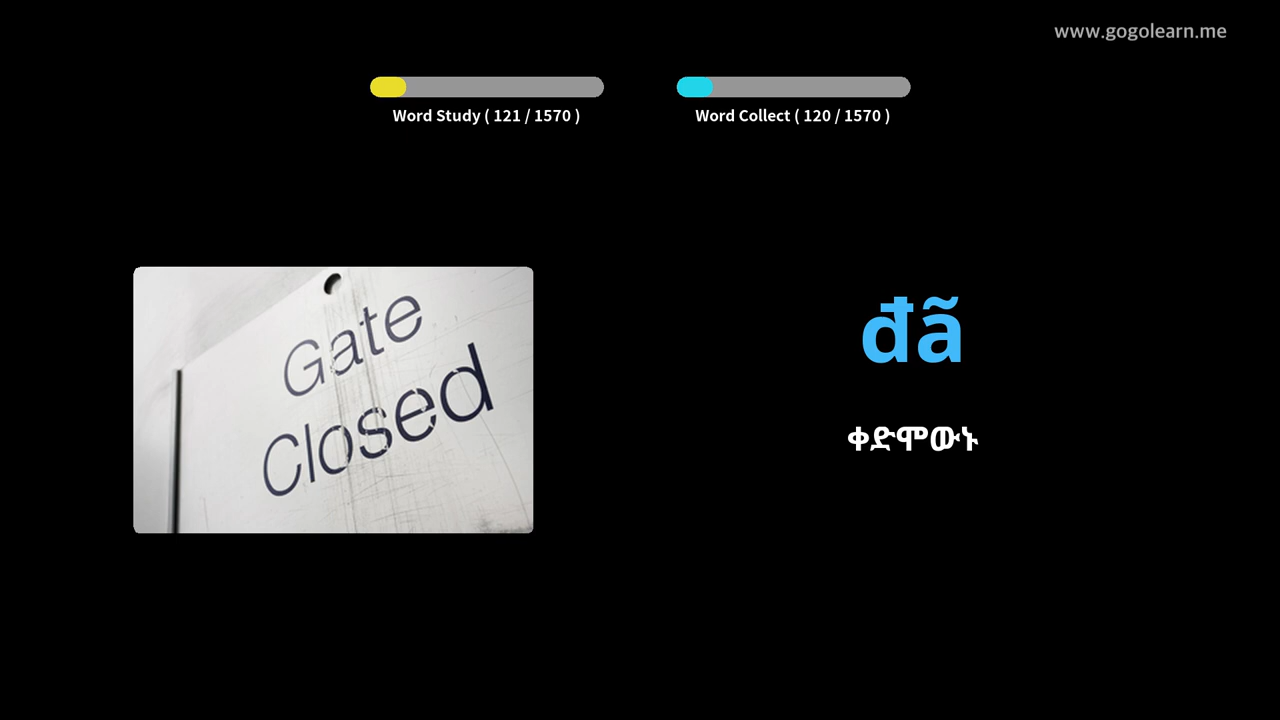 www.gogolearn.me
Word Study ( 121 / 1570 )
Word Collect ( 120 / 1570 )
Gate
Closed
đã
ቀድሞውኑ